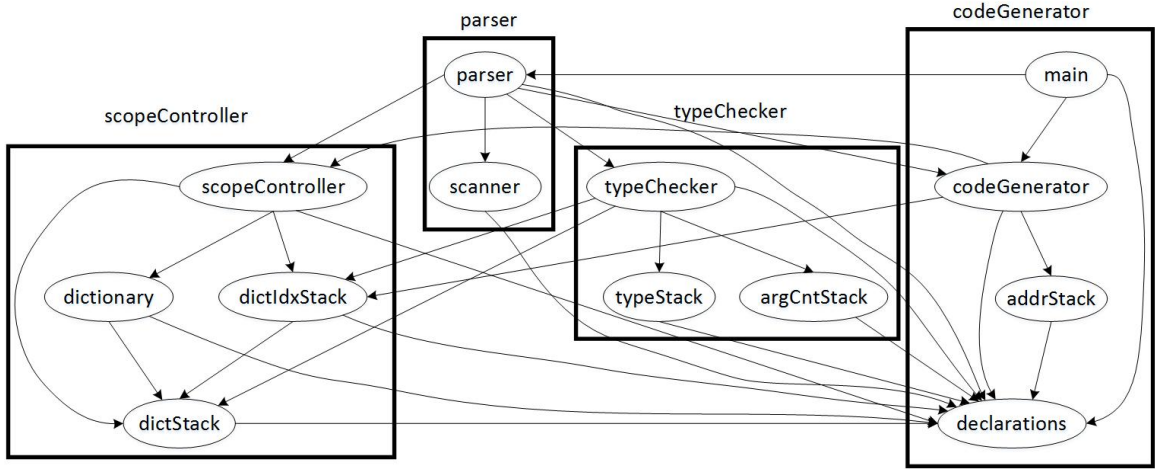 codeGenerator
parser
parser
main
scopeController
typeChecker
scopeController
scanner
typeChecker
codeGenerator
dictionary
dictIdxStack
typeStack
argCntStack
addrStack
dictStack
declarations